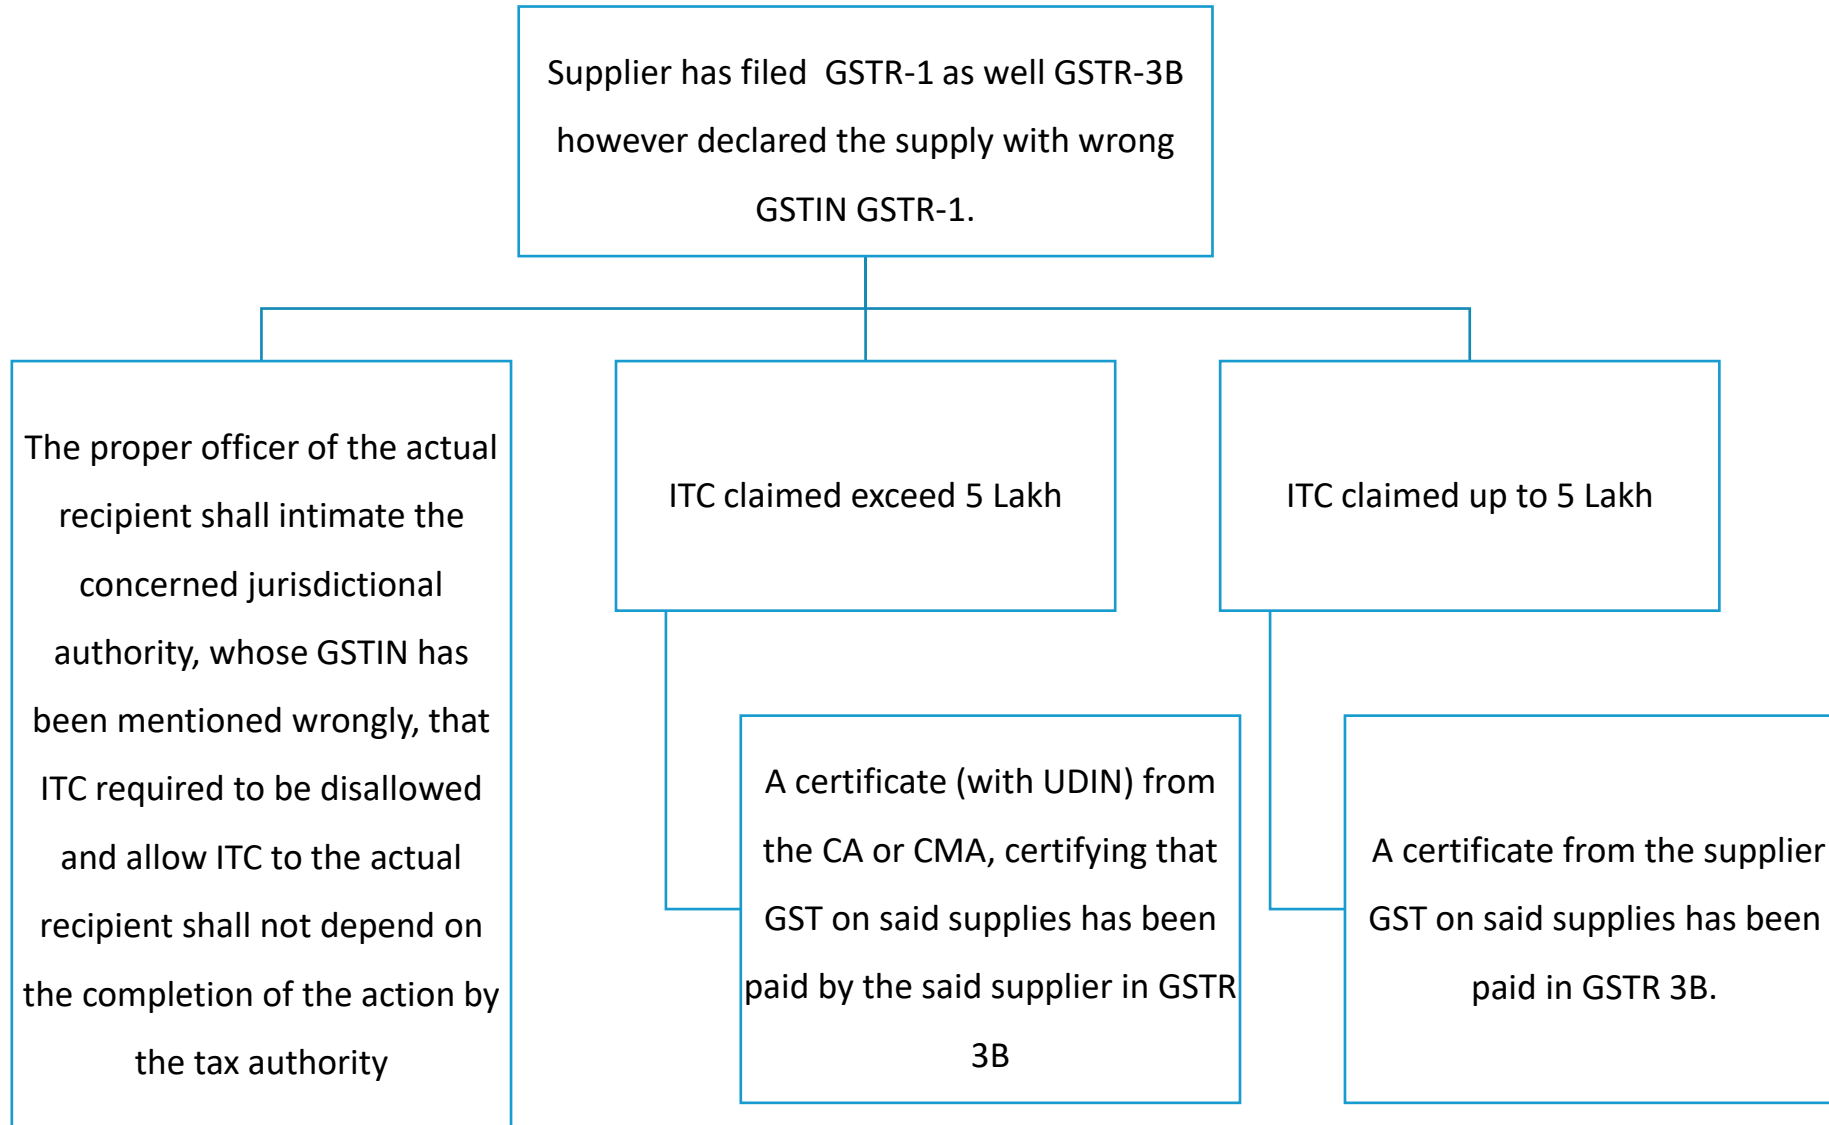 Supplier has filed  GSTR-1 as well GSTR-3B
however declared the supply with wrong
GSTIN GSTR-1.
The proper officer of the actual
recipient shall intimate the
concerned jurisdictional
authority, whose GSTIN has
been mentioned wrongly, that
ITC required to be disallowed
and allow ITC to the actual
recipient shall not depend on
the completion of the action by
the tax authority
ITC claimed exceed 5 Lakh
A certificate (with UDIN) from
the CA or CMA, certifying that
GST on said supplies has been
paid by the said supplier in GSTR
3B
ITC claimed up to 5 Lakh
A certificate from the supplier
GST on said supplies has been
paid in GSTR 3B.